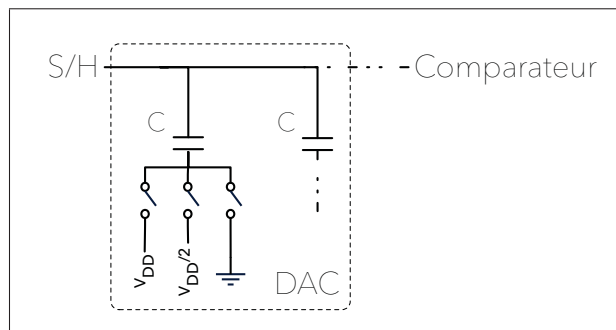 S/H
Comparateur
C
C
VDD
VDD/2
DAC